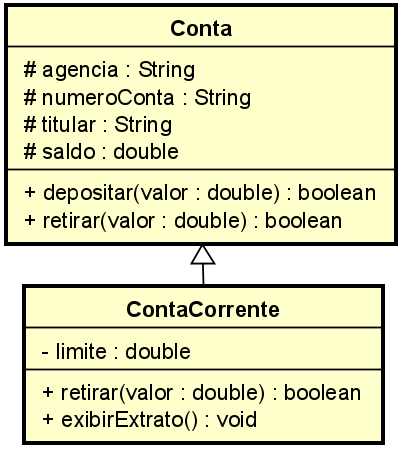 Conta
# agencia : String
# numeroConta : String
# titular : String
# saldo : double
+ depositar(valor : double) : boolean
+ retirar(valor : double) : boolean
ContaCorrente
- limite : double
+ retirar(valor : double) : boolean
+ exibirExtrato() : void